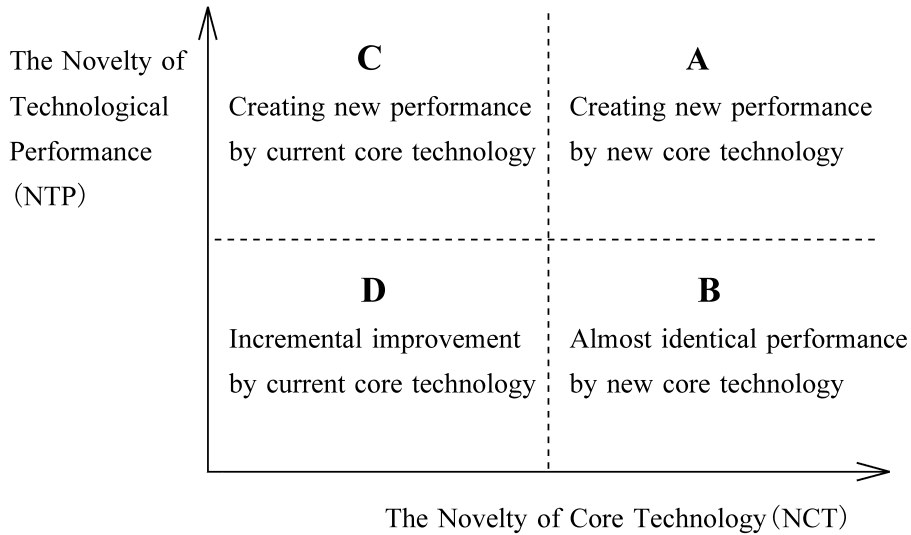 The Novelty of
Technological
Performance
(NTP)
C
Creating new performance
by current core technology
A
Creating new performance
by new core technology
D
Incremental improvement
by current core technology
B
Almost identical performance
by new core technology
The Novelty of Core Technology (NCT)